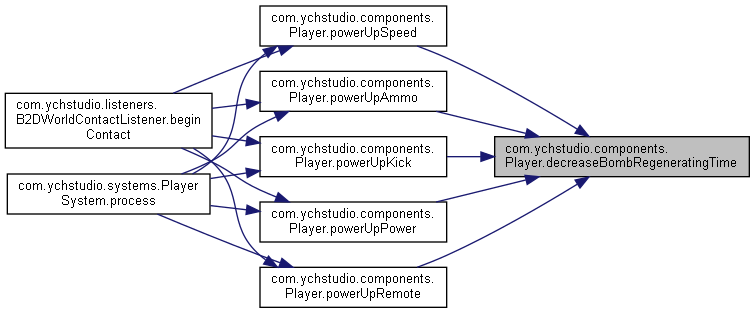 com.ychstudio.components.
Player.powerUpSpeed
com.ychstudio.listeners.
B2DWorldContactListener.begin
Contact
com.ychstudio.components.
Player.powerUpAmmo
com.ychstudio.components.
Player.powerUpKick
com.ychstudio.components.
Player.decreaseBombRegeneratingTime
com.ychstudio.systems.Player
System.process
com.ychstudio.components.
Player.powerUpPower
com.ychstudio.components.
Player.powerUpRemote